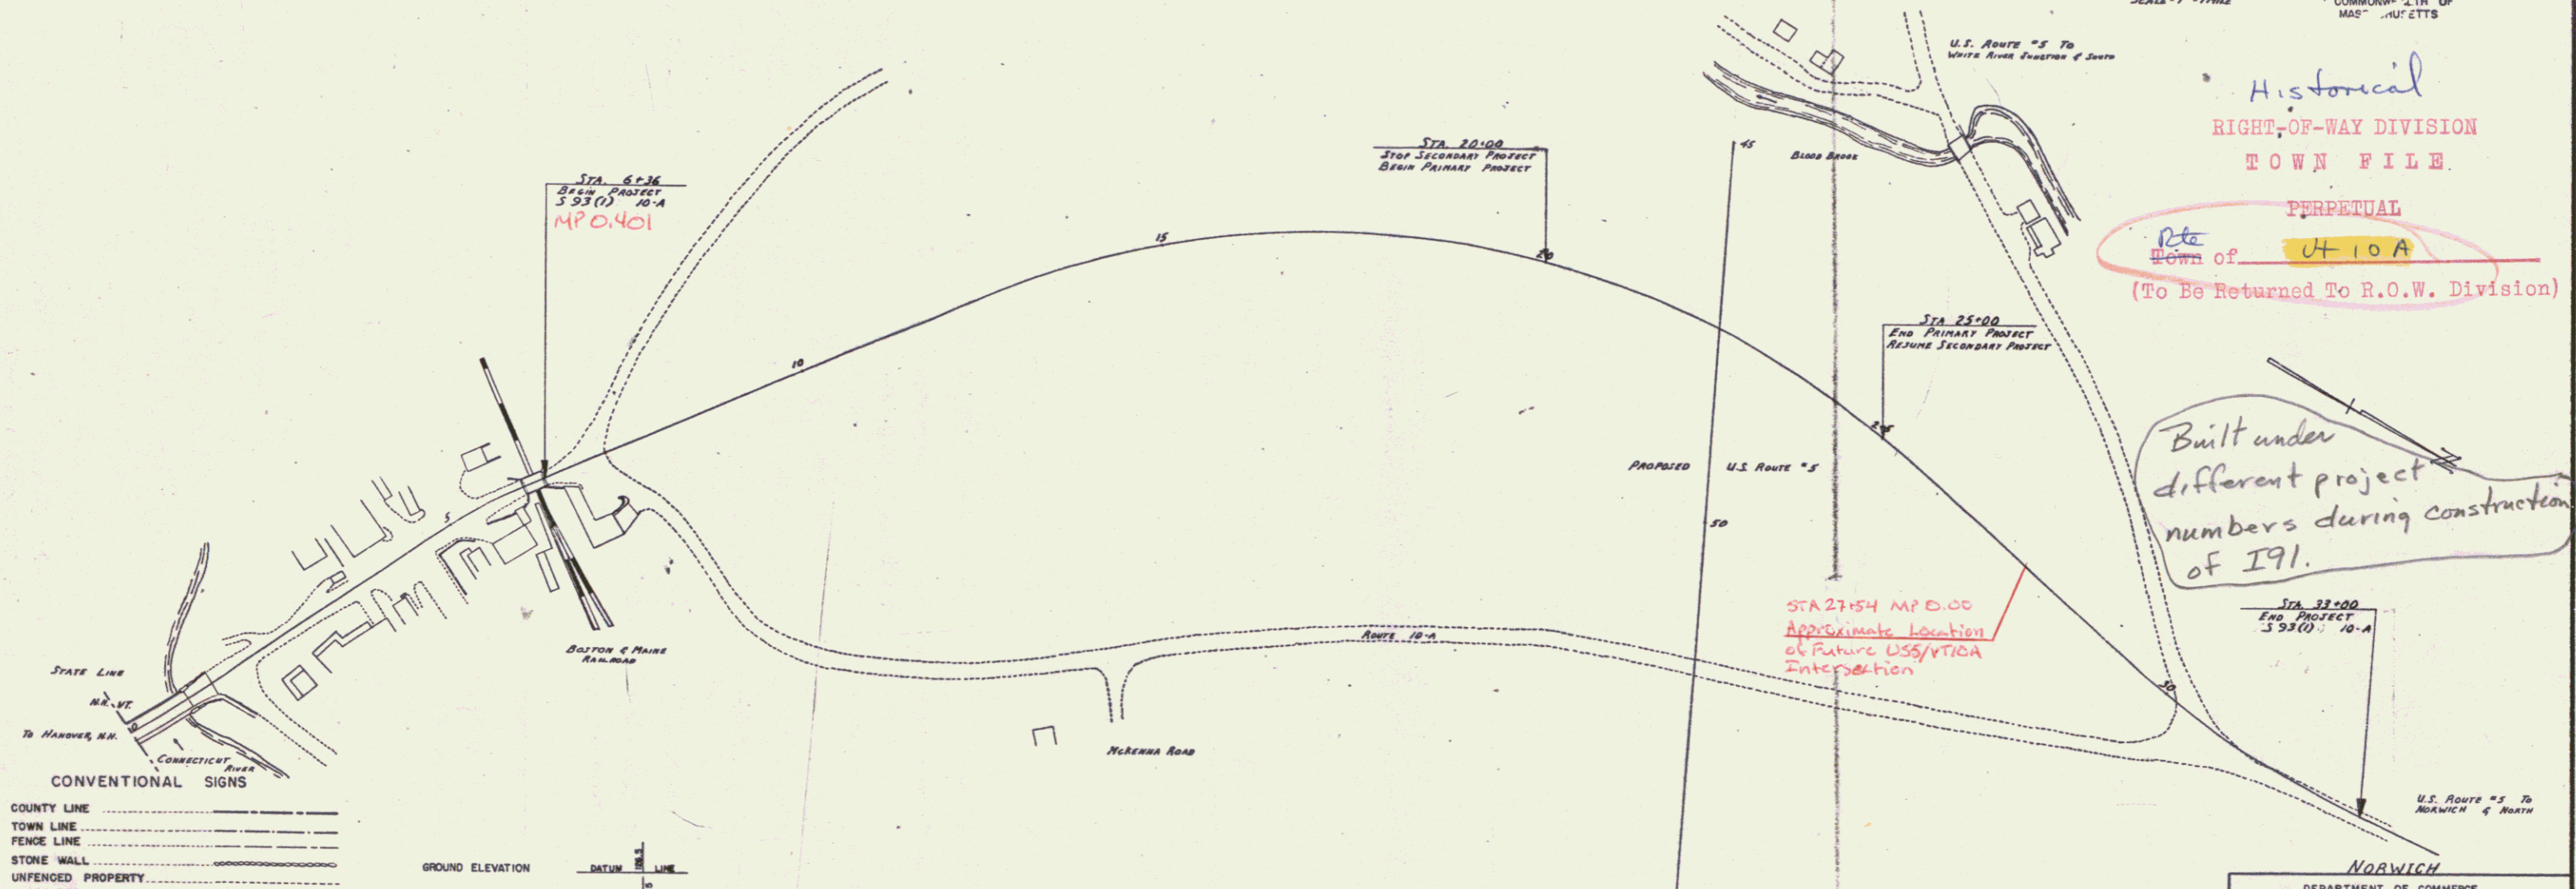 MASS
U.S. ROUTE #5 TO
WHITE RIVER JUNCTION & SOUTH
Historical
RIGHT-OF-WAY DIVISION
TOWN FILE
PERPETUAL
Rte
Town of VT 10A
(To Be Returned To R.O.W. Division)
STA. 6+36
BEGIN PROJECT
S 93(1) 10-A
MP 0.401
STA. 20+00
STOP SECONDARY PROJECT
BEGIN PRIMARY PROJECT
45
BLOOD BROOK
15
20
STA 25+00
END PRIMARY PROJECT
RESUME SECONDARY PROJECT
10
25
Built under
different project
numbers during construction
of I91.
PROPOSED U.S. ROUTE #5
50
5
STA 27+54 MP 0.00
Approximate Location
of Future US5/VT10A
Intersection
STA. 33+00
END PROJECT
S 93(1) 10-A
ROUTE 10-A
BOSTON & MAINE
RAILROAD
STATE LINE
N.H. VT.
0
TO HANOVER, N.H.
CONNECTICUT
RIVER
30
MCKENNA ROAD
U.S. ROUTE #5 TO
NORWICH & NORTH
CONVENTIONAL SIGNS
COUNTY LINE
TOWN LINE
FENCE LINE
STONE WALL
UNFENCED PROPERTY
GROUND ELEVATION
DATUM LINE
NORWICH
DEPARTMENT OF COMMERCE